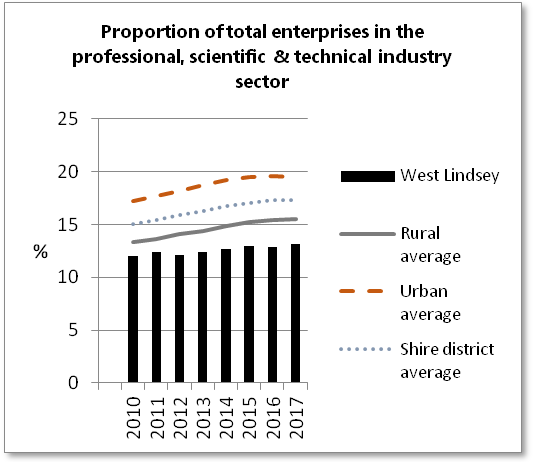 Proportion of total enterprises in the
professional, scientific & technical industry
sector
25
20
15
10
5
0
%
2010
2011
2012
2013
2014
2015
2016
2017
West Lindsey
Rural
average
Urban
average
Shire district
average